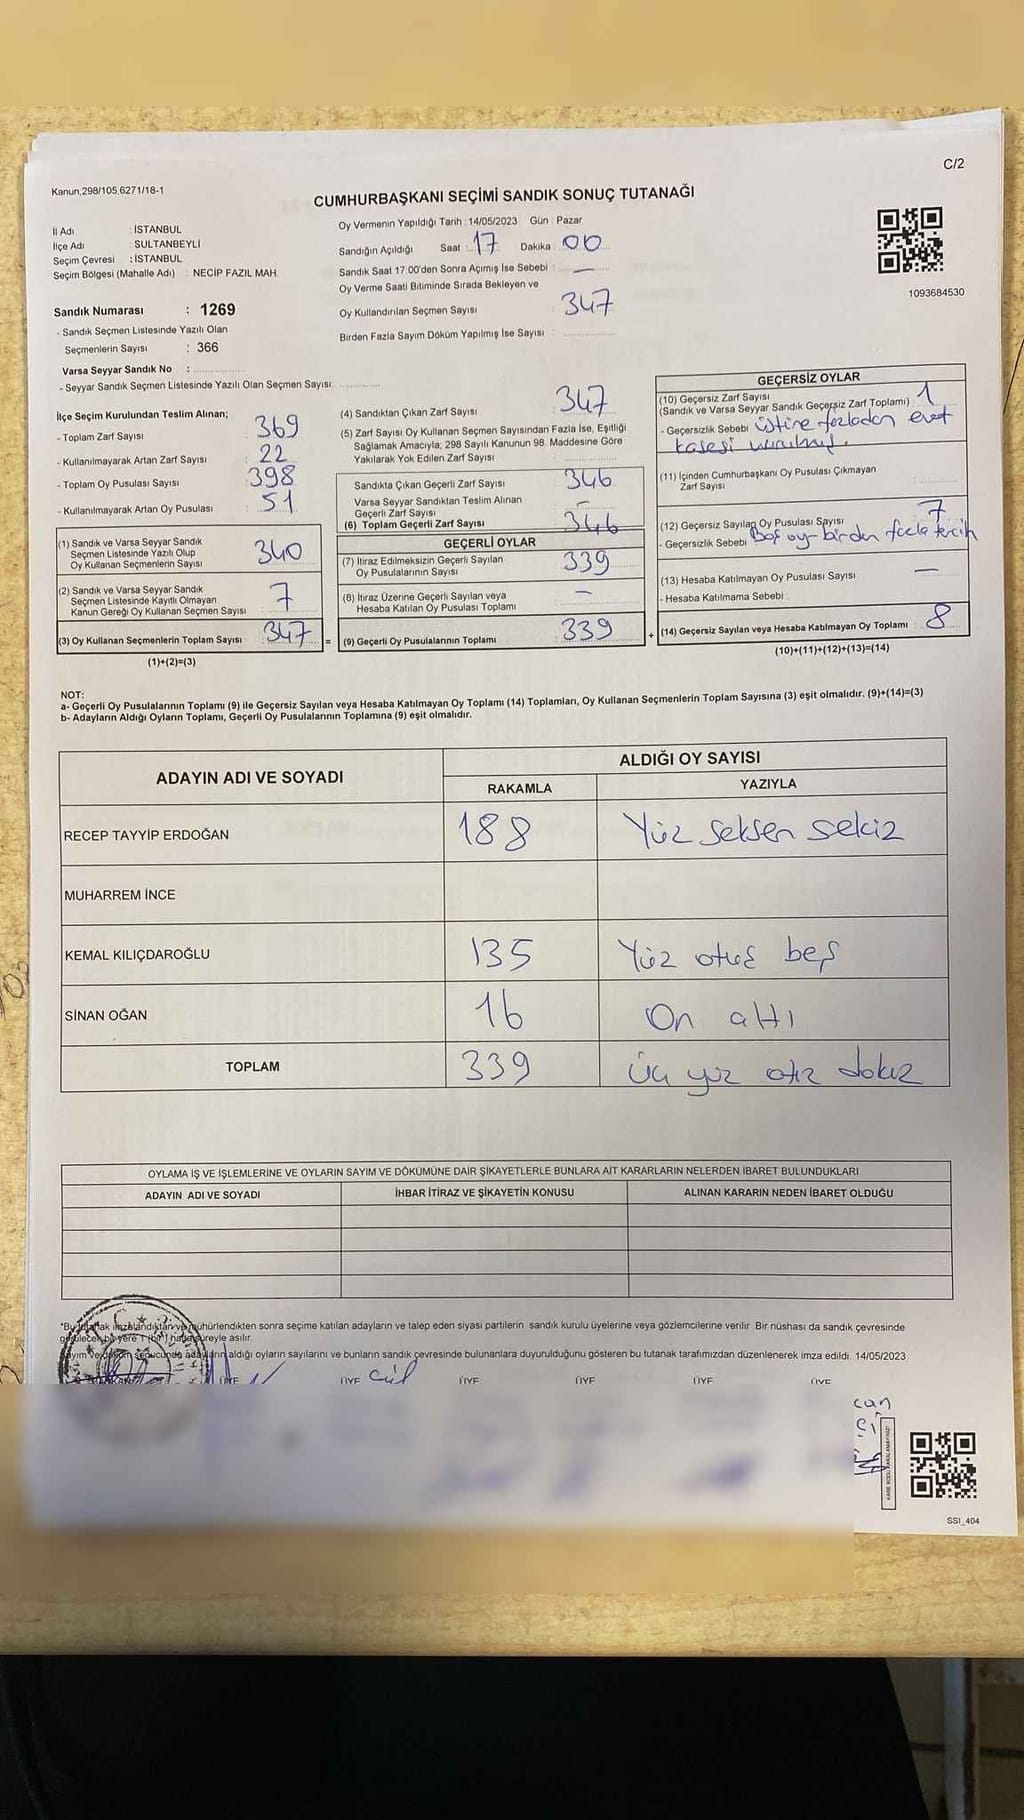 C/2
Kanun.298/105,6271/18-1
CUMHURBAŞKANI SEÇİMİ SANDIK SONUÇ TUTANAĞI
İl Adı : İSTANBUL
İlçe Adı : SULTANBEYLİ
Seçim Çevresi : İSTANBUL
Seçim Bölgesi (Mahalle Adı) : NECİP FAZIL MAH.
Oy Vermenin Yapıldığı Tarih : 14/05/2023 Gün : Pazar
Sandığın Açıldığı Saat : 17 Dakika : 00
Sandık Saat 17:00'den Sonra Açımış İse Sebebi : —
Oy Verme Saati Bitiminde Sırada Bekleyen ve
Oy Kullandırılan Seçmen Sayısı : 347
Birden Fazla Sayım Döküm Yapılmış İse Sayısı :
1093684530
Sandık Numarası : 1269
- Sandık Seçmen Listesinde Yazılı Olan
Seçmenlerin Sayısı : 366
Varsa Seyyar Sandık No :
- Seyyar Sandık Seçmen Listesinde Yazılı Olan Seçmen Sayısı:
İlçe Seçim Kurulundan Teslim Alınan;
- Toplam Zarf Sayısı : 369
- Kullanılmayarak Artan Zarf Sayısı : 22
- Toplam Oy Pusulası Sayısı : 398
- Kullanılmayarak Artan Oy Pusulası : 51
(1) Sandık ve Varsa Seyyar Sandık
Seçmen Listesinde Yazılı Olup
Oy Kullanan Seçmenlerin Sayısı 340
(2) Sandık ve Varsa Seyyar Sandık
Seçmen Listesinde Kayıtlı Olmayan
Kanun Gereği Oy Kullanan Seçmen Sayısı 7
(3) Oy Kullanan Seçmenlerin Toplam Sayısı 347 =
(1)+(2)=(3)
(4) Sandıktan Çıkan Zarf Sayısı : 347
(5) Zarf Sayısı Oy Kullanan Seçmen Sayısından Fazla İse, Eşitliği
Sağlamak Amacıyla; 298 Sayılı Kanunun 98. Maddesine Göre
Yakılarak Yok Edilen Zarf Sayısı
Sandıkta Çıkan Geçerli Zarf Sayısı : 346
Varsa Seyyar Sandıktan Teslim Alınan
Geçerli Zarf Sayısı : —
(6) Toplam Geçerli Zarf Sayısı : 346
GEÇERLİ OYLAR
(7) İtiraz Edilmeksizin Geçerli Sayılan
Oy Pusulalarının Sayısı : 339
(8) İtiraz Üzerine Geçerli Sayılan veya
Hesaba Katılan Oy Pusulası Toplamı : —
(9) Geçerli Oy Pusulalarının Toplamı : 339 +
GEÇERSİZ OYLAR
(10) Geçersiz Zarf Sayısı
(Sandık ve Varsa Seyyar Sandık Geçersiz Zarf Toplamı) : 1
- Geçersizlik Sebebi : üstüne fazladan evet
kaşesi vurulmuş.
(11) İçinden Cumhurbaşkanı Oy Pusulası Çıkmayan
Zarf Sayısı
(12) Geçersiz Sayılan Oy Pusulası Sayısı : 7
- Geçersizlik Sebebi Boş oy- birden fazla tercih
(13) Hesaba Katılmayan Oy Pusulası Sayısı : —
- Hesaba Katılmama Sebebi :
(14) Geçersiz Sayılan veya Hesaba Katılmayan Oy Toplamı : 8
(10)+(11)+(12)+(13)=(14)
NOT:
a- Geçerli Oy Pusulalarının Toplamı (9) ile Geçersiz Sayılan veya Hesaba Katılmayan Oy Toplamı (14) Toplamları, Oy Kullanan Seçmenlerin Toplam Sayısına (3) eşit olmalıdır. (9)+(14)=(3)
b- Adayların Aldığı Oyların Toplamı, Geçerli Oy Pusulalarının Toplamına (9) eşit olmalıdır.
ADAYIN ADI VE SOYADI
ALDIĞI OY SAYISI
RAKAMLA YAZIYLA
RECEP TAYYİP ERDOĞAN 188 Yüz seksen sekiz
MUHARREM İNCE
KEMAL KILIÇDAROĞLU 135 Yüz otuz beş
SİNAN OĞAN 16 On altı
TOPLAM 339 üç yüz otuz dokuz
OYLAMA İŞ VE İŞLEMLERİNE VE OYLARIN SAYIM VE DÖKÜMÜNE DAİR ŞİKAYETLERLE BUNLARA AİT KARARLARIN NELERDEN İBARET BULUNDUKLARI
ADAYIN ADI VE SOYADI İHBAR İTİRAZ VE ŞİKAYETİN KONUSU ALINAN KARARIN NEDEN İBARET OLDUĞU
imzalandıktan ve mühürlendikten sonra seçime katılan adayların ve talep eden siyasi partilerin sandık kurulu üyelerine veya gözlemcilerine verilir. Bir nüshası da sandık çevresinde
bir yere 1 (bir) hafta süreyle asılır.
adayların aldığı oyların sayılarını ve bunların sandık çevresinde bulunanlara duyurulduğunu gösteren bu tutanak tarafımızdan düzenlenerek imza edildi. 14/05/2023
ÜYE ÜYE ÜYE ÜYE ÜYE ÜYE
can
SSI_404